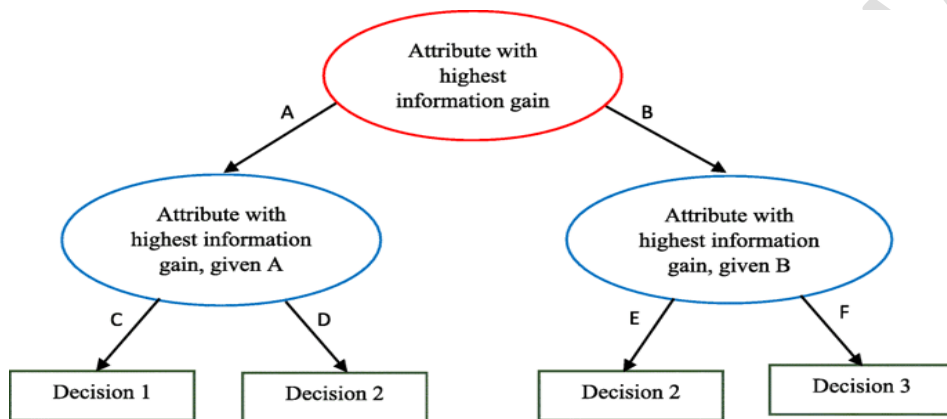 Attribute with
highest
information gain
A
B
Attribute with
highest information
gain, given A
Attribute with
highest information
gain, given B
C
D
E
F
Decision 1
Decision 2
Decision 2
Decision 3